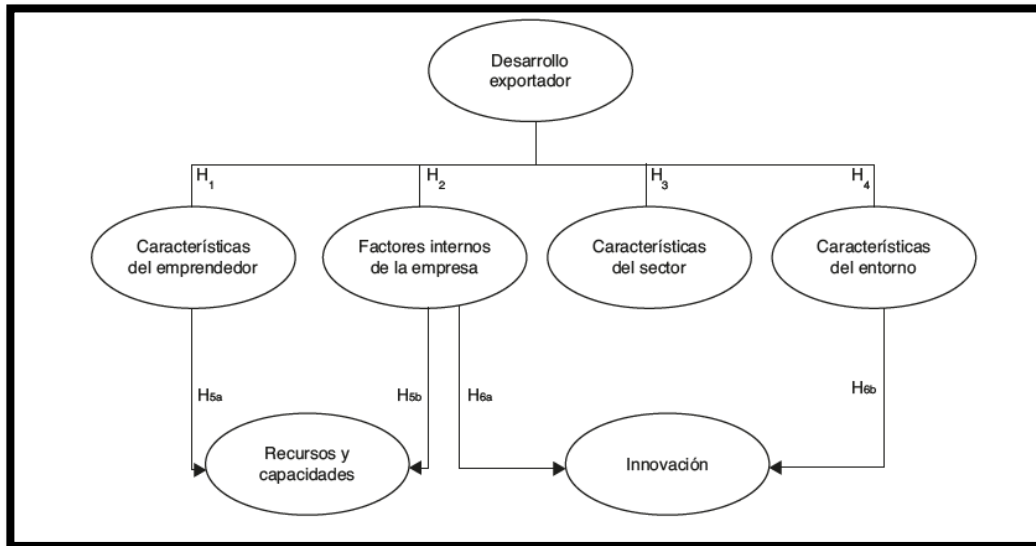 Desarrollo
exportador
H1
H2
H3
H4
Características
del emprendedor
Factores internos
de la empresa
Características
del sector
Características
del entorno
H5a
H5b
H6a
H6b
Recursos y
capacidades
Innovación